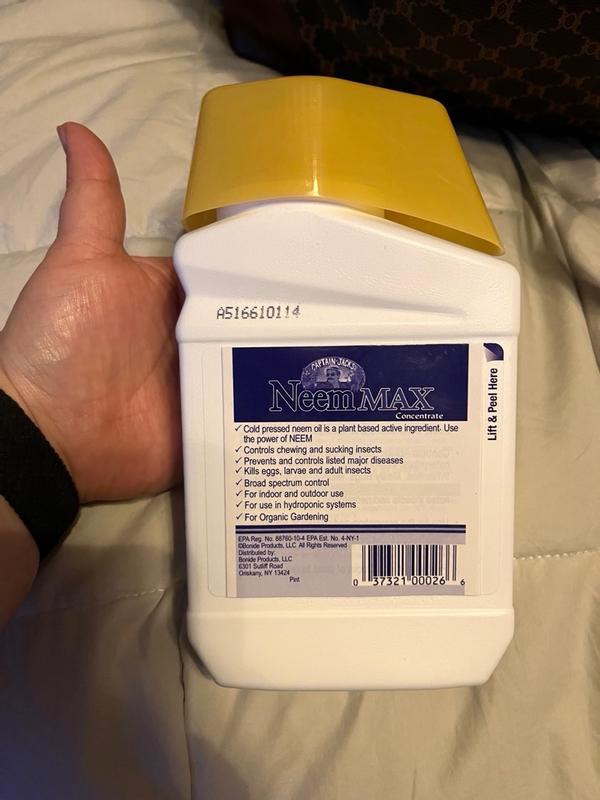 A516610114
CAPTAIN JACK'S
NeemMAX
Concentrate
✓ Cold pressed neem oil is a plant based active ingredient. Use
the power of NEEM
✓ Controls chewing and sucking insects
✓ Prevents and controls listed major diseases
✓ Kills eggs, larvae and adult insects
✓ Broad spectrum control
✓ For indoor and outdoor use
✓ For use in hydroponic systems
✓ For Organic Gardening
EPA Reg. No. 88760-10-4 EPA Est. No. 4-NY-1
©Bonide Products, LLC All Rights Reserved
Distributed by:
Bonide Products, LLC
6301 Sutliff Road
Oriskany, NY 13424
Pint
0 37321 00026 6
Lift & Peel Here